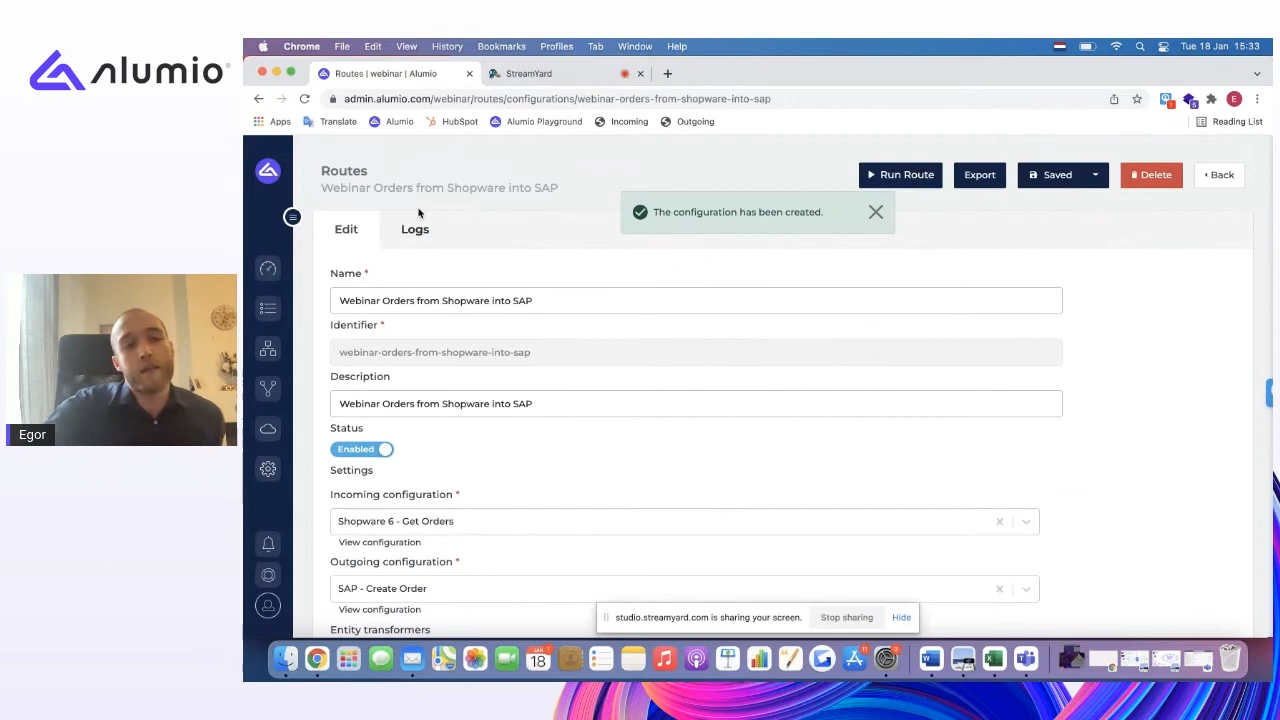 alumio
Chrome File Edit View History Bookmarks Profiles Tab Window Help
Tue 18 Jan 15:33
Routes | webinar | Alumio
StreamYard
admin.alumio.com/webinar/routes/configurations/webinar-orders-from-shopware-into-sap
E
Apps Translate Alumio HubSpot Alumio Playground Incoming Outgoing Reading List
Routes
Webinar Orders from Shopware into SAP
Run Route Export Saved Delete Back
The configuration has been created.
Edit Logs
Name *
Webinar Orders from Shopware into SAP
Identifier *
webinar-orders-from-shopware-into-sap
Description
Webinar Orders from Shopware into SAP
Status
Enabled
Settings
Incoming configuration *
Shopware 6 - Get Orders
View configuration
Outgoing configuration *
SAP - Create Order
View configuration
Entity transformers
studio.streamyard.com is sharing your screen. Stop sharing Hide
Egor
JAN
18